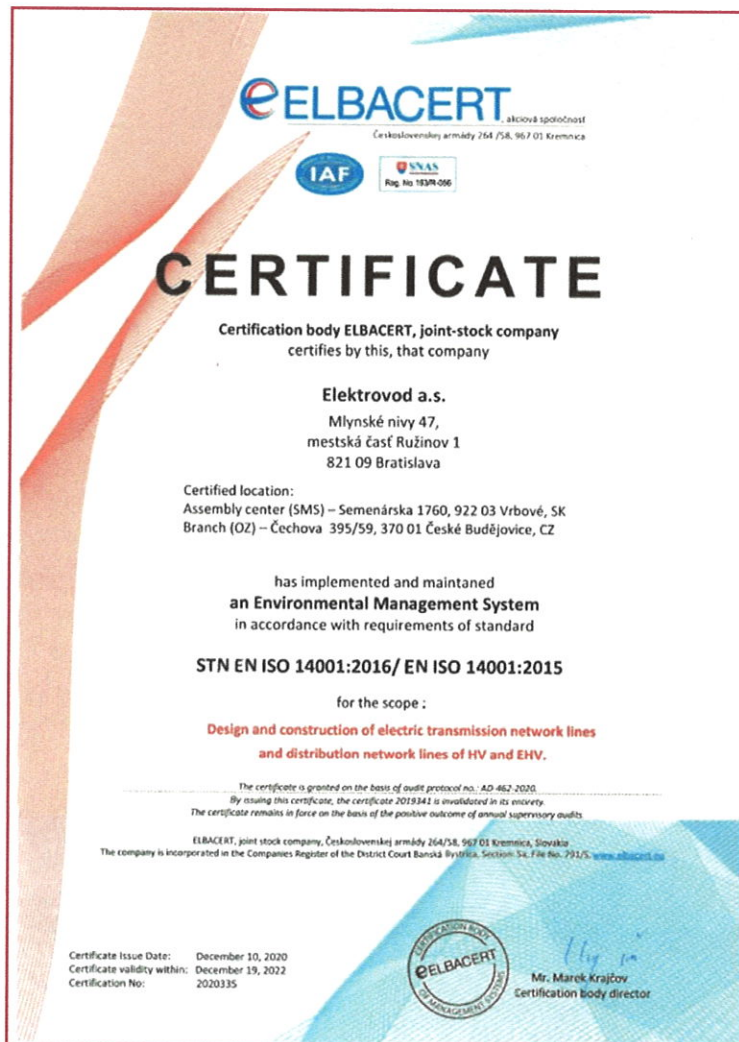 eELBACERT, akciová spoločnosť
Československej armády 264 /58, 967 01 Kremnica
IAF
SNAS
Reg. No 193/R-056
CERTIFICATE
Certification body ELBACERT, joint-stock company
certifies by this, that company
Elektrovod a.s.
Mlynské nivy 47,
mestská časť Ružinov 1
821 09 Bratislava
Certified location:
Assembly center (SMS) – Semenárska 1760, 922 03 Vrbové, SK
Branch (OZ) – Čechova 395/59, 370 01 České Budějovice, CZ
has implemented and maintaned
an Environmental Management System
in accordance with requirements of standard
STN EN ISO 14001:2016/ EN ISO 14001:2015
for the scope :
Design and construction of electric transmission network lines
and distribution network lines of HV and EHV.
The certificate is granted on the basis of audit protocol no.: AD-462-2020.
By issuing this certificate, the certificate 2019341 is invalidated in its entirety.
The certificate remains in force on the basis of the positive outcome of annual supervisory audits.
ELBACERT, joint stock company, Československej armády 264/58, 967 01 Kremnica, Slovakia
The company is incorporated in the Companies Register of the District Court Banská Bystrica, Section: Sa, File No. 791/S, www.elbacert.eu
Certificate Issue Date: December 10, 2020
Certificate validity within: December 19, 2022
Certification No: 2020335
CERTIFICATION BODY
eELBACERT
OF MANAGEMENT SYSTEMS
Mr. Marek Krajčov
Certification body director